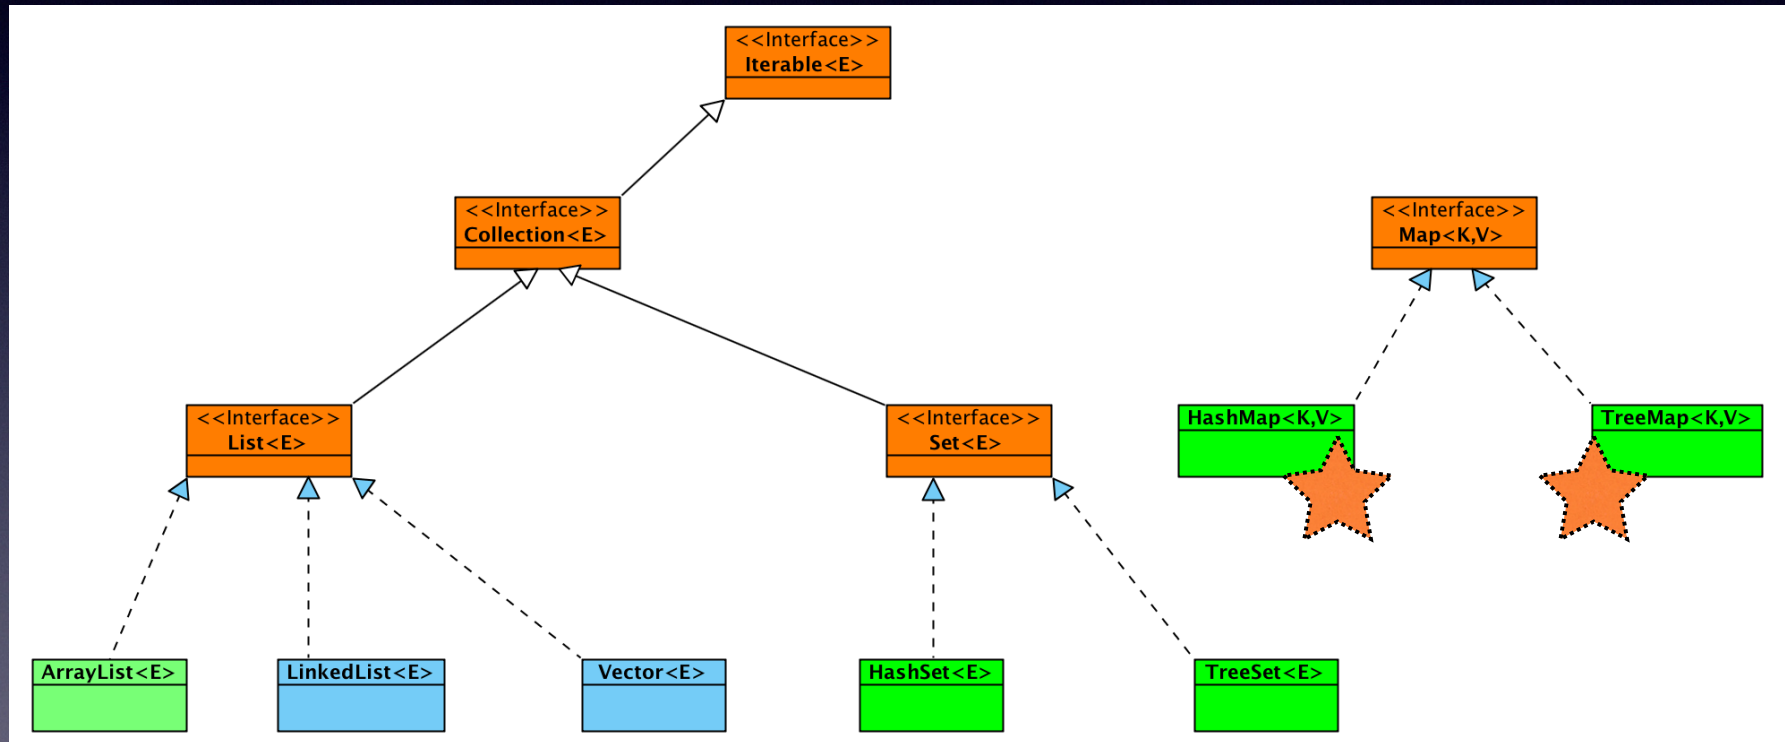 <<Interface>>
Iterable<E>
<<Interface>>
Collection<E>
<<Interface>>
Map<K,V>
<<Interface>>
List<E>
<<Interface>>
Set<E>
HashMap<K,V>
TreeMap<K,V>
ArrayList<E>
LinkedList<E>
Vector<E>
HashSet<E>
TreeSet<E>